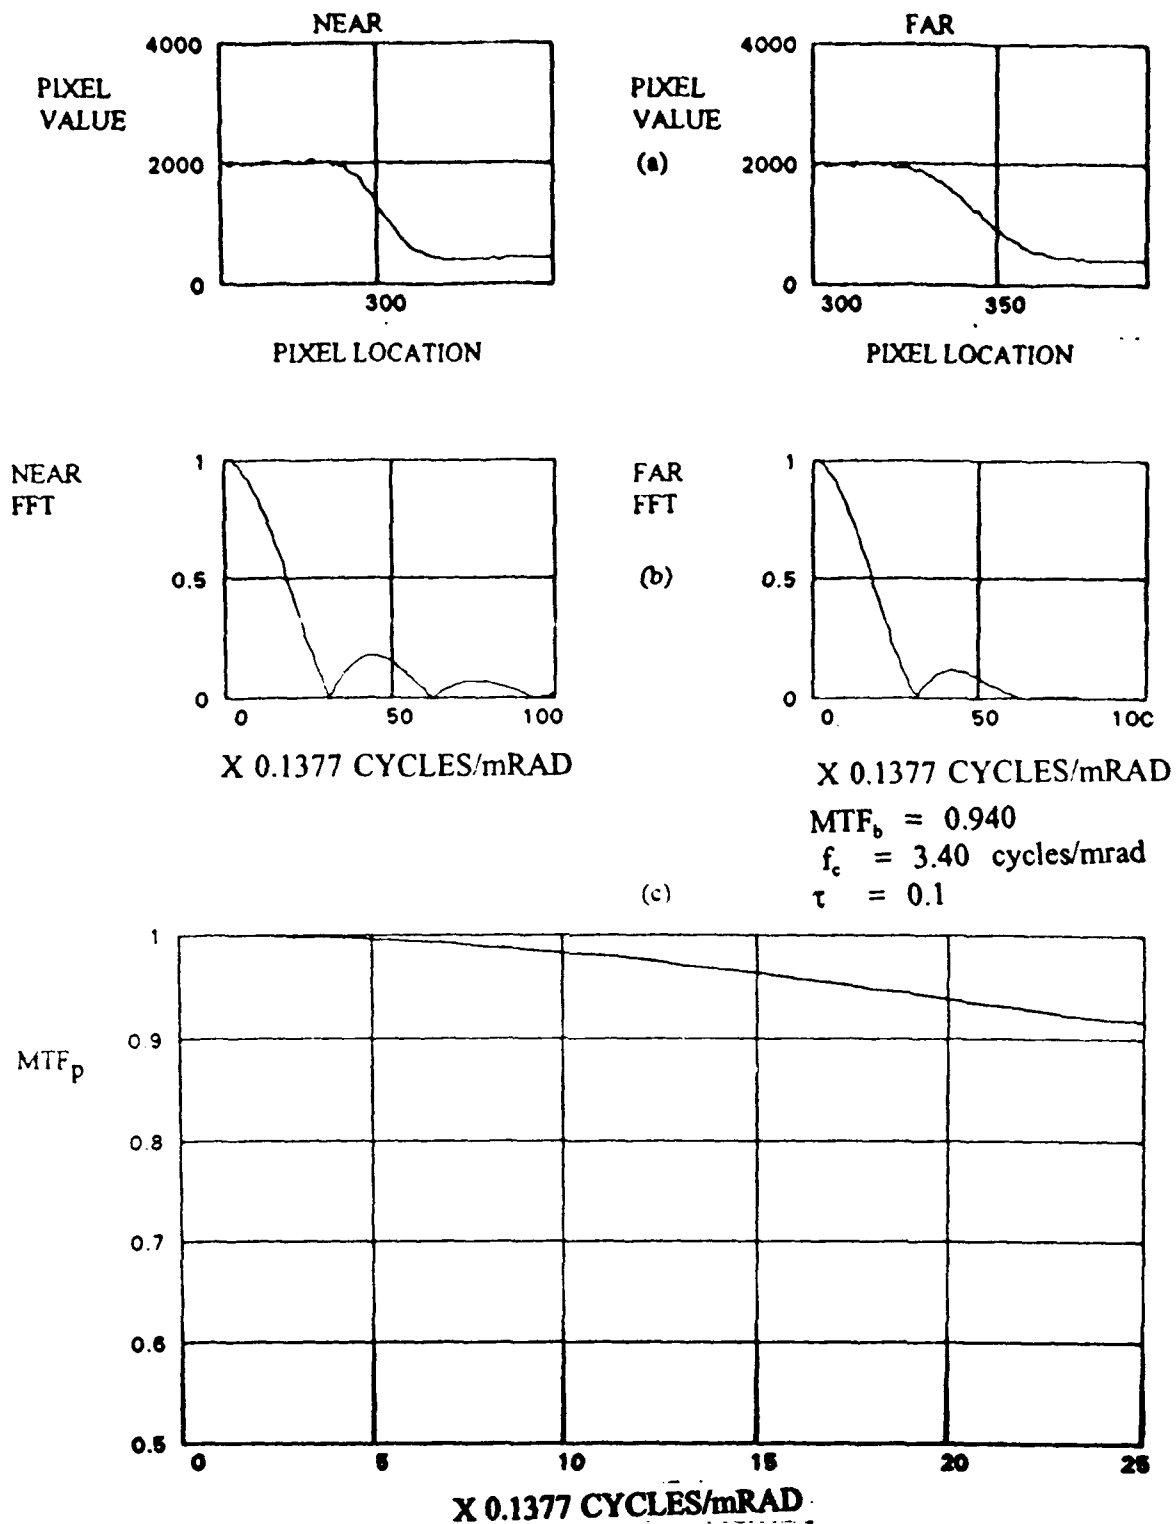 NEAR
4000
PIXEL
VALUE
2000
0
300
PIXEL LOCATION
FAR
4000
PIXEL
VALUE
(a)
2000
0
300 350
PIXEL LOCATION
NEAR
FFT
1
0.5
0
0 50 100
X 0.1377 CYCLES/mRAD
FAR
FFT
1
(b)
0.5
0
0 50 100
X 0.1377 CYCLES/mRAD
MTF_b = 0.940
f_c = 3.40 cycles/mrad
τ = 0.1
(c)
1
0.9
MTF_p
0.8
0.7
0.6
0.5
0 5 10 15 20 25
X 0.1377 CYCLES/mRAD